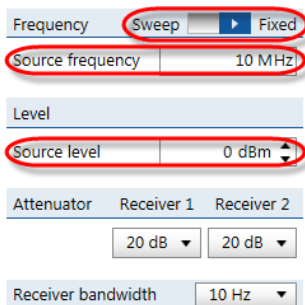 Frequency Sweep Fixed
Source frequency 10 MHz
Level
Source level 0 dBm
Attenuator Receiver 1 Receiver 2
20 dB 20 dB
Receiver bandwidth 10 Hz